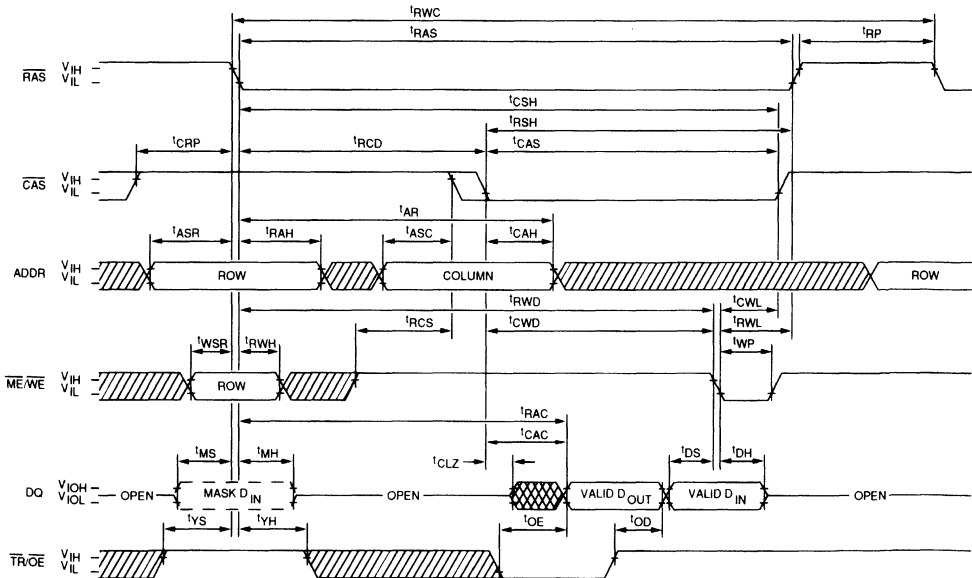 tRWC
tRAS
tRP
RAS VIH VIL
tCSH
tRSH
tCRP tRCD tCAS
CAS VIH VIL
tAR
tASR tRAH tASC tCAH
ADDR VIH VIL ROW COLUMN ROW
tRWD tCWL
tRCS tCWD tRWL
tWSR tRWH tWP
ME/WE VIH VIL ROW
tRAC
tMS tMH tCAC tDS tDH
tCLZ
DQ VIOH VIOL OPEN MASK DIN OPEN VALID DOUT VALID DIN OPEN
tYS tYH tOE tOD
TR/OE VIH VIL